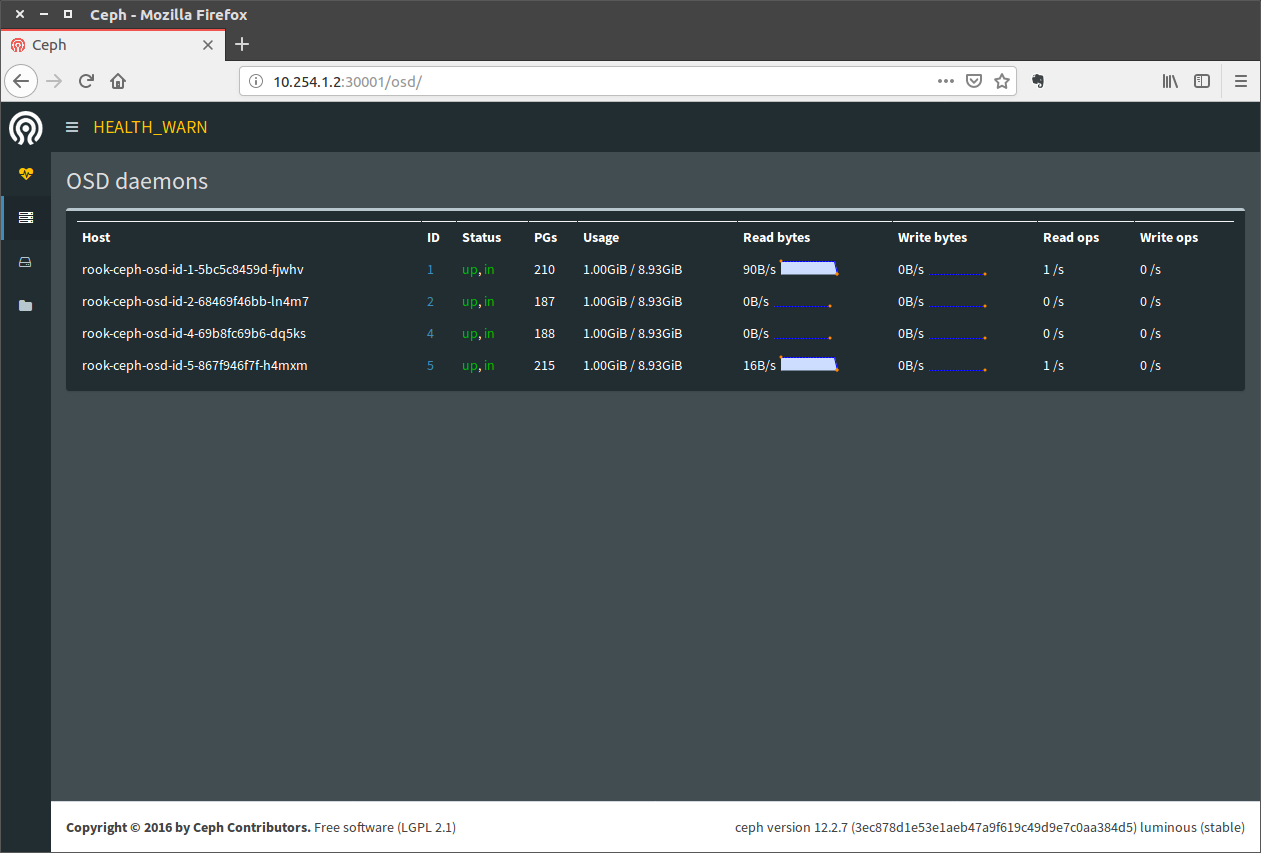 Ceph - Mozilla Firefox
Ceph
10.254.1.2:30001/osd/
HEALTH_WARN
OSD daemons
Host ID Status PGs Usage Read bytes Write bytes Read ops Write ops
rook-ceph-osd-id-1-5bc5c8459d-fjwhv 1 up, in 210 1.00GiB / 8.93GiB 90B/s 0B/s 1 /s 0 /s
rook-ceph-osd-id-2-68469f46bb-ln4m7 2 up, in 187 1.00GiB / 8.93GiB 0B/s 0B/s 0 /s 0 /s
rook-ceph-osd-id-4-69b8fc69b6-dq5ks 4 up, in 188 1.00GiB / 8.93GiB 0B/s 0B/s 0 /s 0 /s
rook-ceph-osd-id-5-867f946f7f-h4mxm 5 up, in 215 1.00GiB / 8.93GiB 16B/s 0B/s 1 /s 0 /s
Copyright © 2016 by Ceph Contributors. Free software (LGPL 2.1) ceph version 12.2.7 (3ec878d1e53e1aeb47a9f619c49d9e7c0aa384d5) luminous (stable)